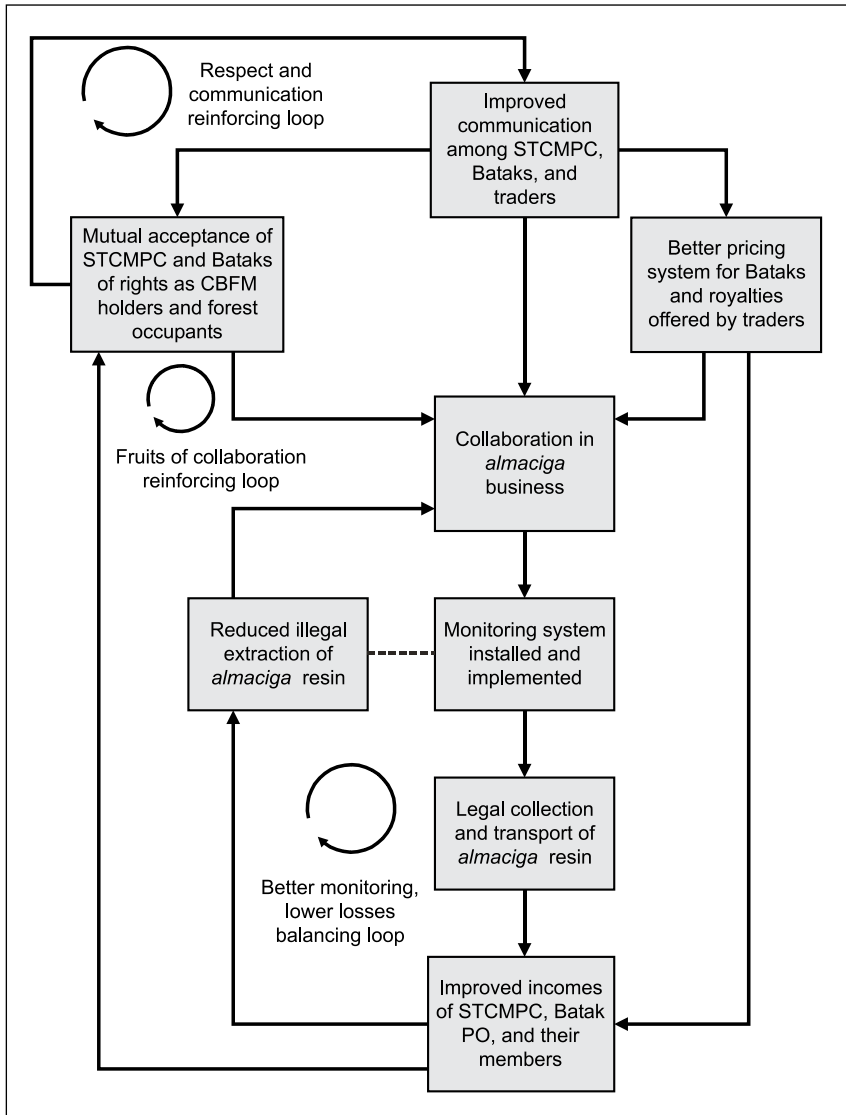 Respect and
communication
reinforcing loop
Improved
communication
among STCMPC,
Bataks, and
traders
Mutual acceptance of
STCMPC and Bataks
of rights as CBFM
holders and forest
occupants
Better pricing
system for Bataks
and royalties
offered by traders
Fruits of collaboration
reinforcing loop
Collaboration in
almaciga
business
Reduced illegal
extraction of
almaciga resin
Monitoring system
installed and
implemented
Legal collection
and transport of
almaciga resin
Better monitoring,
lower losses
balancing loop
Improved incomes
of STCMPC, Batak
PO, and their
members